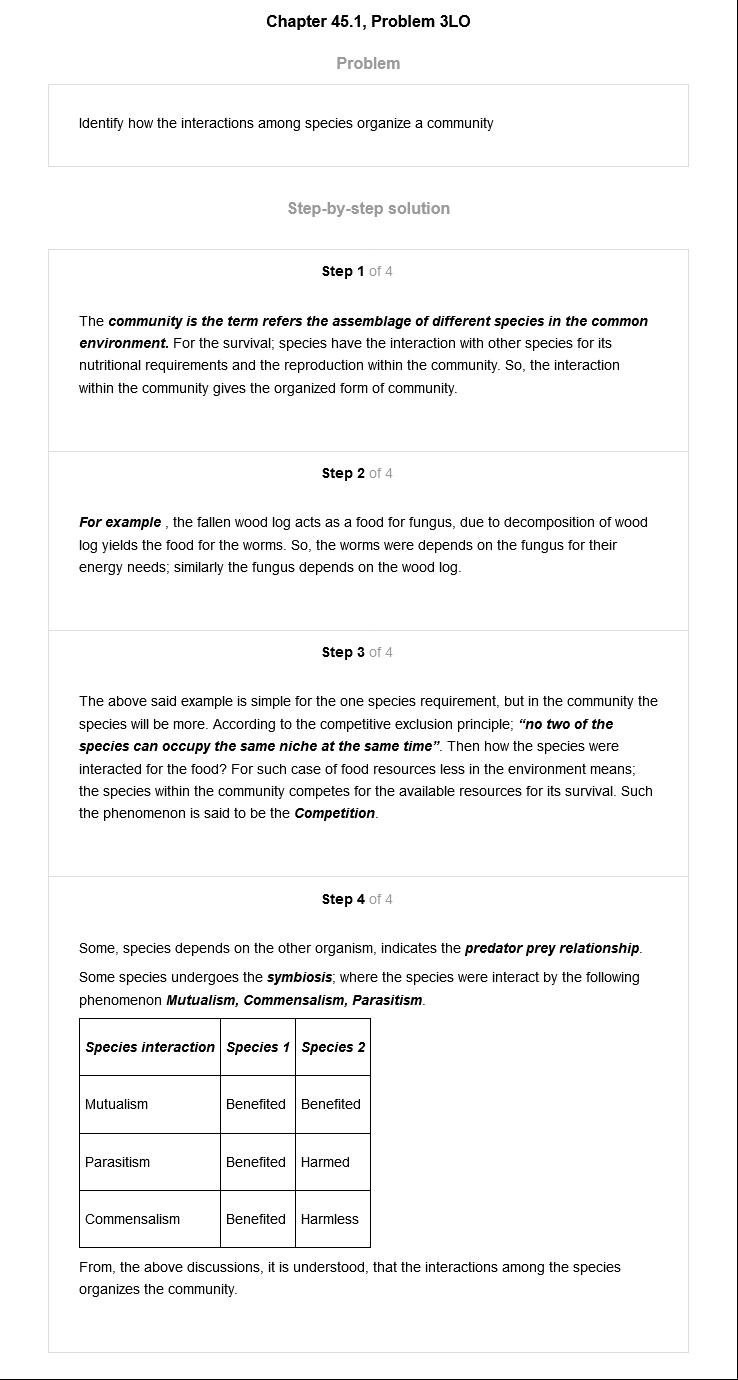 Chapter 45.1, Problem 3LO
Problem
Identify how the interactions among species organize a community
Step-by-step solution
Step 1 of 4
The community is the term refers the assemblage of different species in the common
environment. For the survival; species have the interaction with other species for its
nutritional requirements and the reproduction within the community. So, the interaction
within the community gives the organized form of community.
Step 2 of 4
For example , the fallen wood log acts as a food for fungus, due to decomposition of wood
log yields the food for the worms. So, the worms were depends on the fungus for their
energy needs; similarly the fungus depends on the wood log.
Step 3 of 4
The above said example is simple for the one species requirement, but in the community the
species will be more. According to the competitive exclusion principle; “no two of the
species can occupy the same niche at the same time”. Then how the species were
interacted for the food? For such case of food resources less in the environment means;
the species within the community competes for the available resources for its survival. Such
the phenomenon is said to be the Competition.
Step 4 of 4
Some, species depends on the other organism, indicates the predator prey relationship.
Some species undergoes the symbiosis; where the species were interact by the following
phenomenon Mutualism, Commensalism, Parasitism.
Species interaction Species 1 Species 2
Mutualism Benefited Benefited
Parasitism Benefited Harmed
Commensalism Benefited Harmless
From, the above discussions, it is understood, that the interactions among the species
organizes the community.